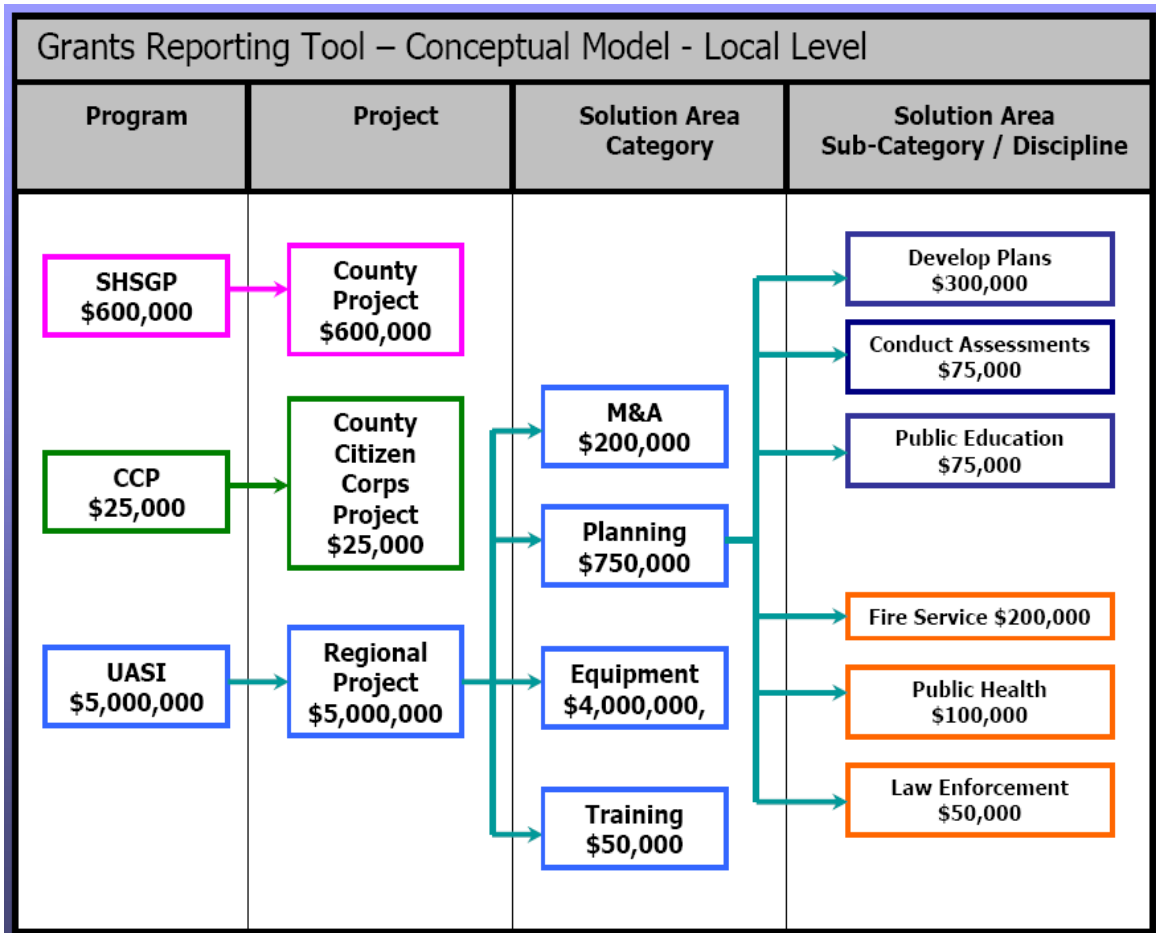 Grants Reporting Tool – Conceptual Model - Local Level
Program
Project
Solution Area
Category
Solution Area
Sub-Category / Discipline
SHSGP
$600,000
County
Project
$600,000
CCP
$25,000
County
Citizen
Corps
Project
$25,000
UASI
$5,000,000
Regional
Project
$5,000,000
M&A
$200,000
Planning
$750,000
Equipment
$4,000,000,
Training
$50,000
Develop Plans
$300,000
Conduct Assessments
$75,000
Public Education
$75,000
Fire Service $200,000
Public Health
$100,000
Law Enforcement
$50,000